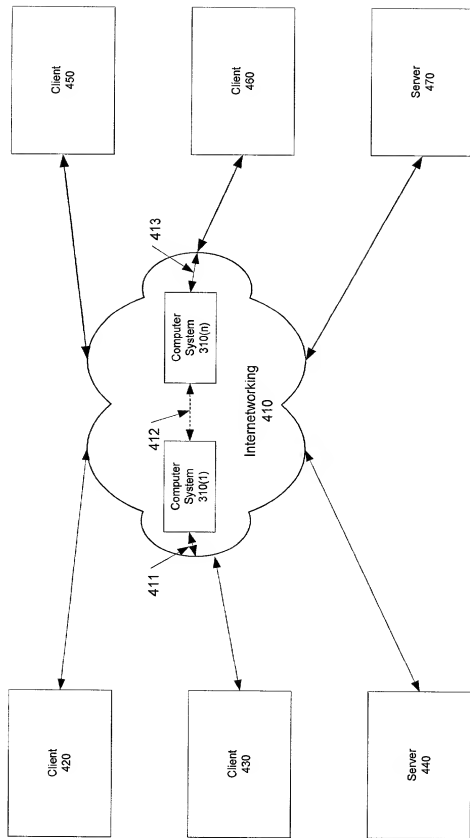 Client
420
Client
430
Server
440
Client
450
Client
460
Server
470
411
Computer
System
310(1)
412
Computer
System
310(n)
413
Internetworking
410